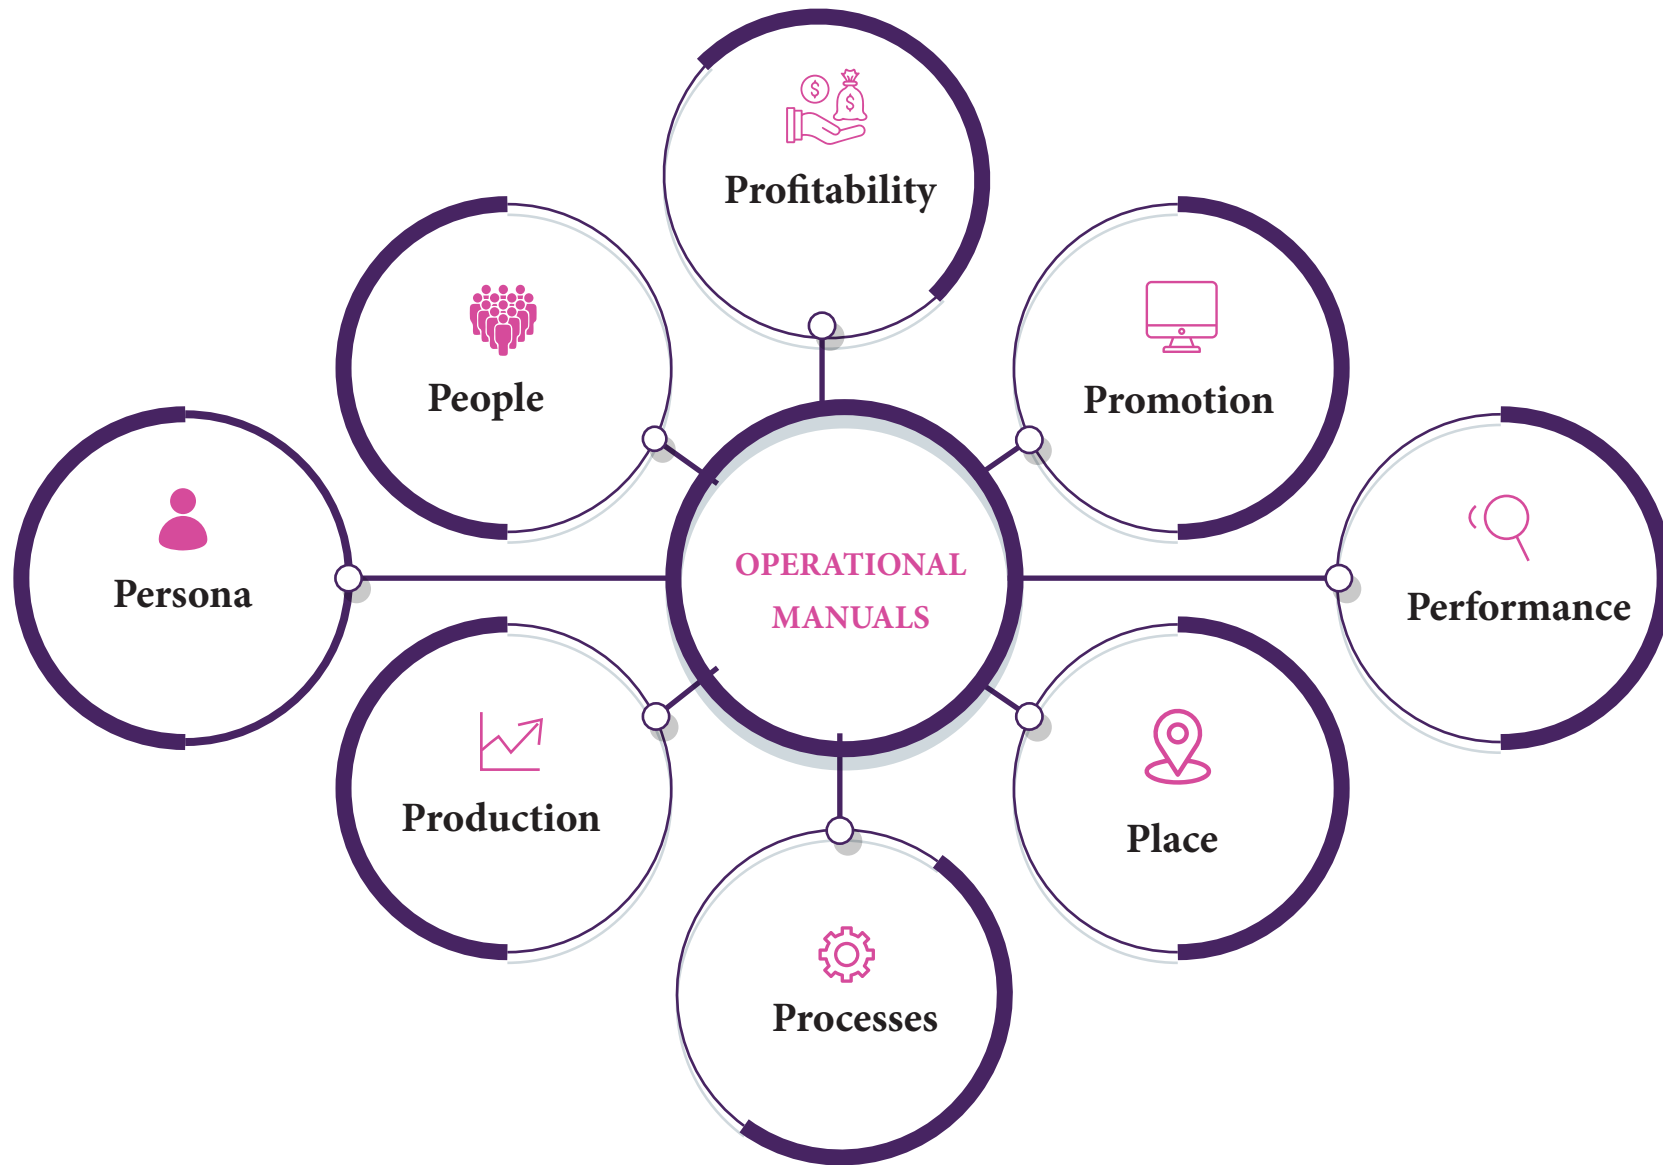 Profitability
People
Promotion
Persona
OPERATIONAL
MANUALS
Performance
Production
Place
Processes